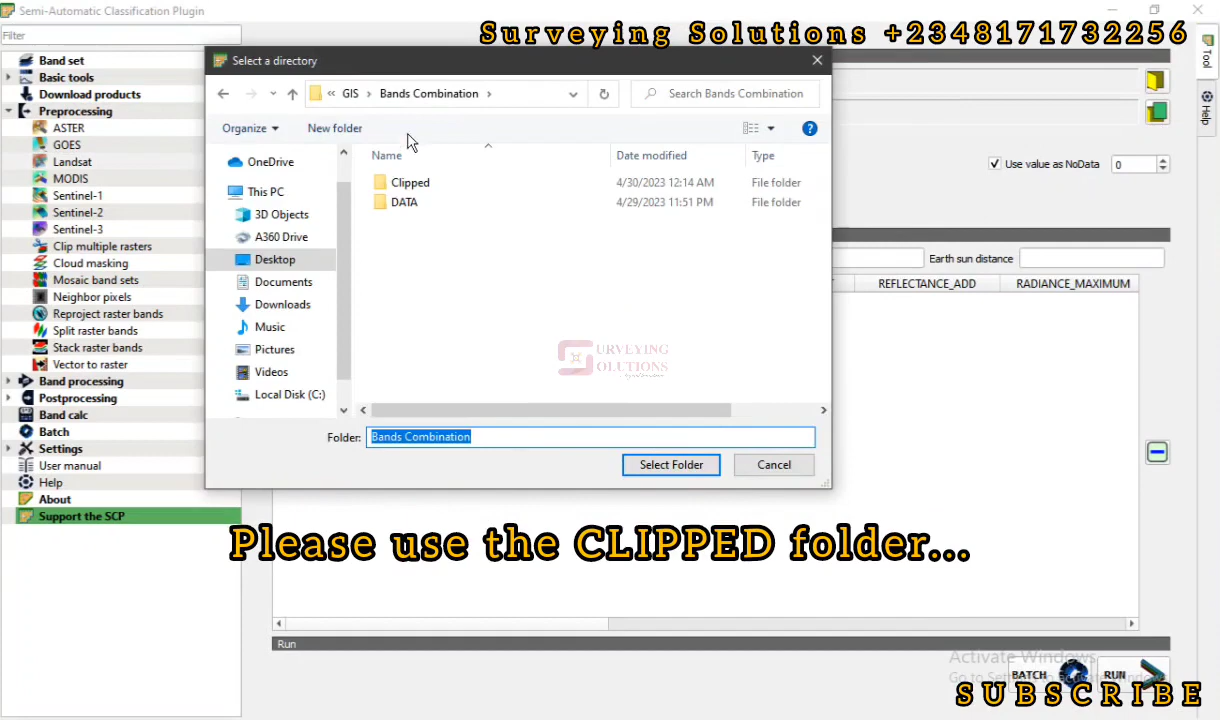 Semi-Automatic Classification Plugin
Surveying Solutions +2348171732256
Filter
Band set
Basic tools
Download products
Preprocessing
ASTER
GOES
Landsat
MODIS
Sentinel-1
Sentinel-2
Sentinel-3
Clip multiple rasters
Cloud masking
Mosaic band sets
Neighbor pixels
Reproject raster bands
Split raster bands
Stack raster bands
Vector to raster
Band processing
Postprocessing
Band calc
Batch
Settings
User manual
Help
About
Support the SCP
Select a directory
« GIS › Bands Combination ›
Search Bands Combination
Organize
New folder
OneDrive
This PC
3D Objects
A360 Drive
Desktop
Documents
Downloads
Music
Pictures
Videos
Local Disk (C:)
Name Date modified Type
Clipped 4/30/2023 12:14 AM File folder
DATA 4/29/2023 11:51 PM File folder
URVEYING
OLUTIONS
Folder: Bands Combination
Select Folder
Cancel
Tool
Help
Use value as NoData 0
Earth sun distance
REFLECTANCE_ADD RADIANCE_MAXIMUM
Please use the CLIPPED folder...
Run
Activate Windows
BATCH
RUN
SUBSCRIBE